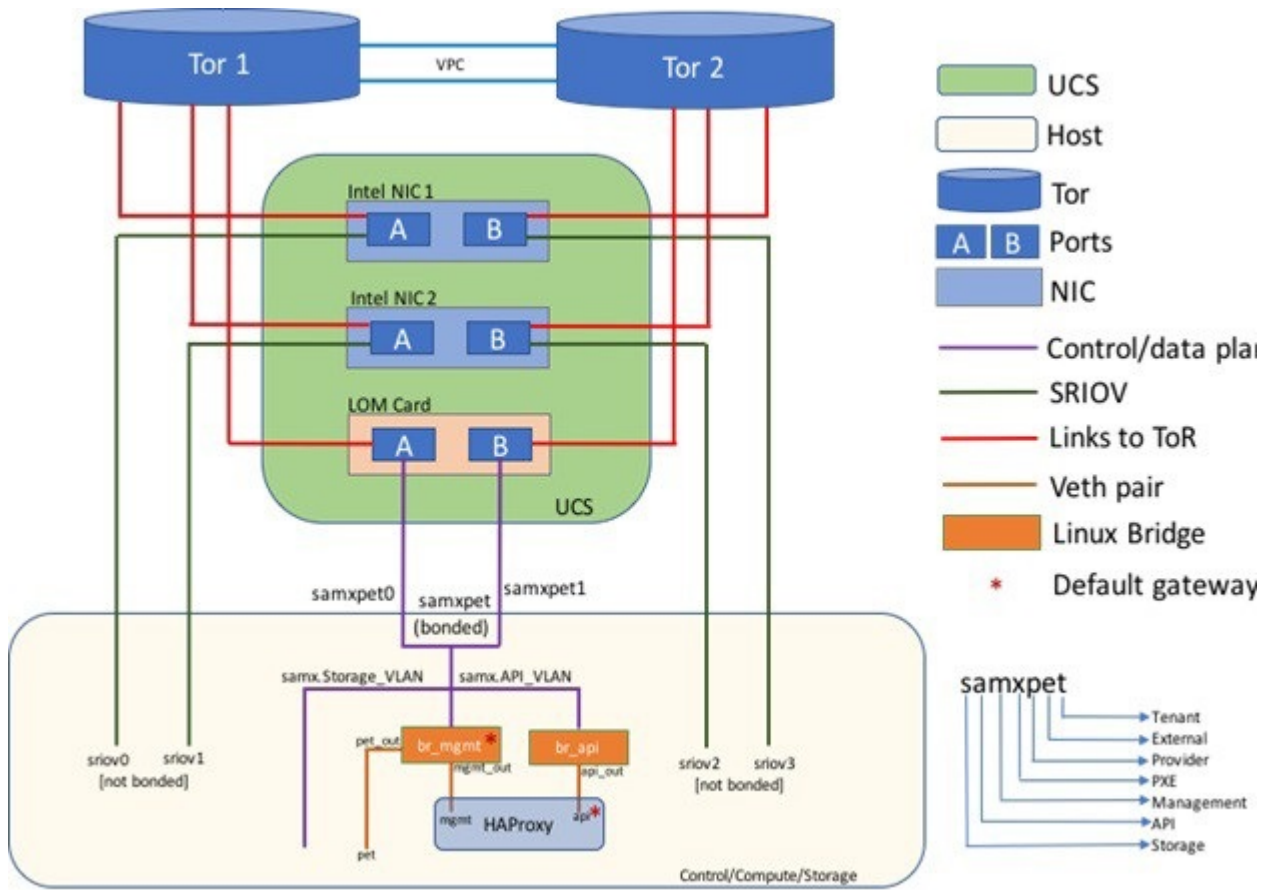 Tor 1
VPC
Tor 2
Intel NIC 1
A B
Intel NIC 2
A B
LOM Card
A B
UCS
samxpet0
samxpet
(bonded)
samxpet1
samx.Storage_VLAN
samx.API_VLAN
pet_out
br_mgmt*
mgmt_out
br_api
api_out
mgmt
HAProxy
api*
pet
sriov0
sriov1
[not bonded]
sriov2
sriov3
[not bonded]
Control/Compute/Storage
UCS
Host
Tor
A B Ports
NIC
Control/data plan
SRIOV
Links to ToR
Veth pair
Linux Bridge
* Default gateway
samxpet
Tenant
External
Provider
PXE
Management
API
Storage